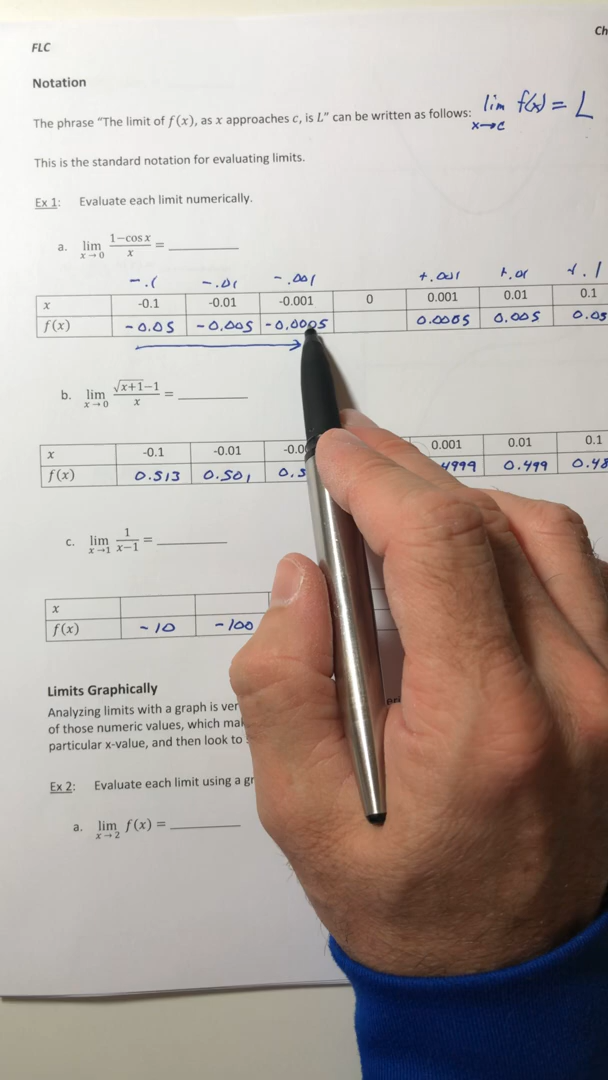 Ch
FLC
Notation
The phrase "The limit of f(x), as x approaches c, is L" can be written as follows: lim x→c f(x) = L
This is the standard notation for evaluating limits.
Ex 1: Evaluate each limit numerically.
a. lim x→0 1−cos x / x =
-.1 -.01 -.001 +.001 +.01 +.1
x -0.1 -0.01 -0.001 0 0.001 0.01 0.1
f(x) -0.05 -0.005 -0.0005 0.0005 0.005 0.05
b. lim x→0 √x+1−1 / x =
x -0.1 -0.01 0.001 0.01 0.1
f(x) 0.513 0.501 4999 0.499 0.48
c. lim x→1 1 / x−1 =
x
f(x) -10 -100
Limits Graphically
Analyzing limits with a graph is
of those numeric values, which
particular x-value, and then look to
Ex 2: Evaluate each limit using a
a. lim x→2 f(x) =